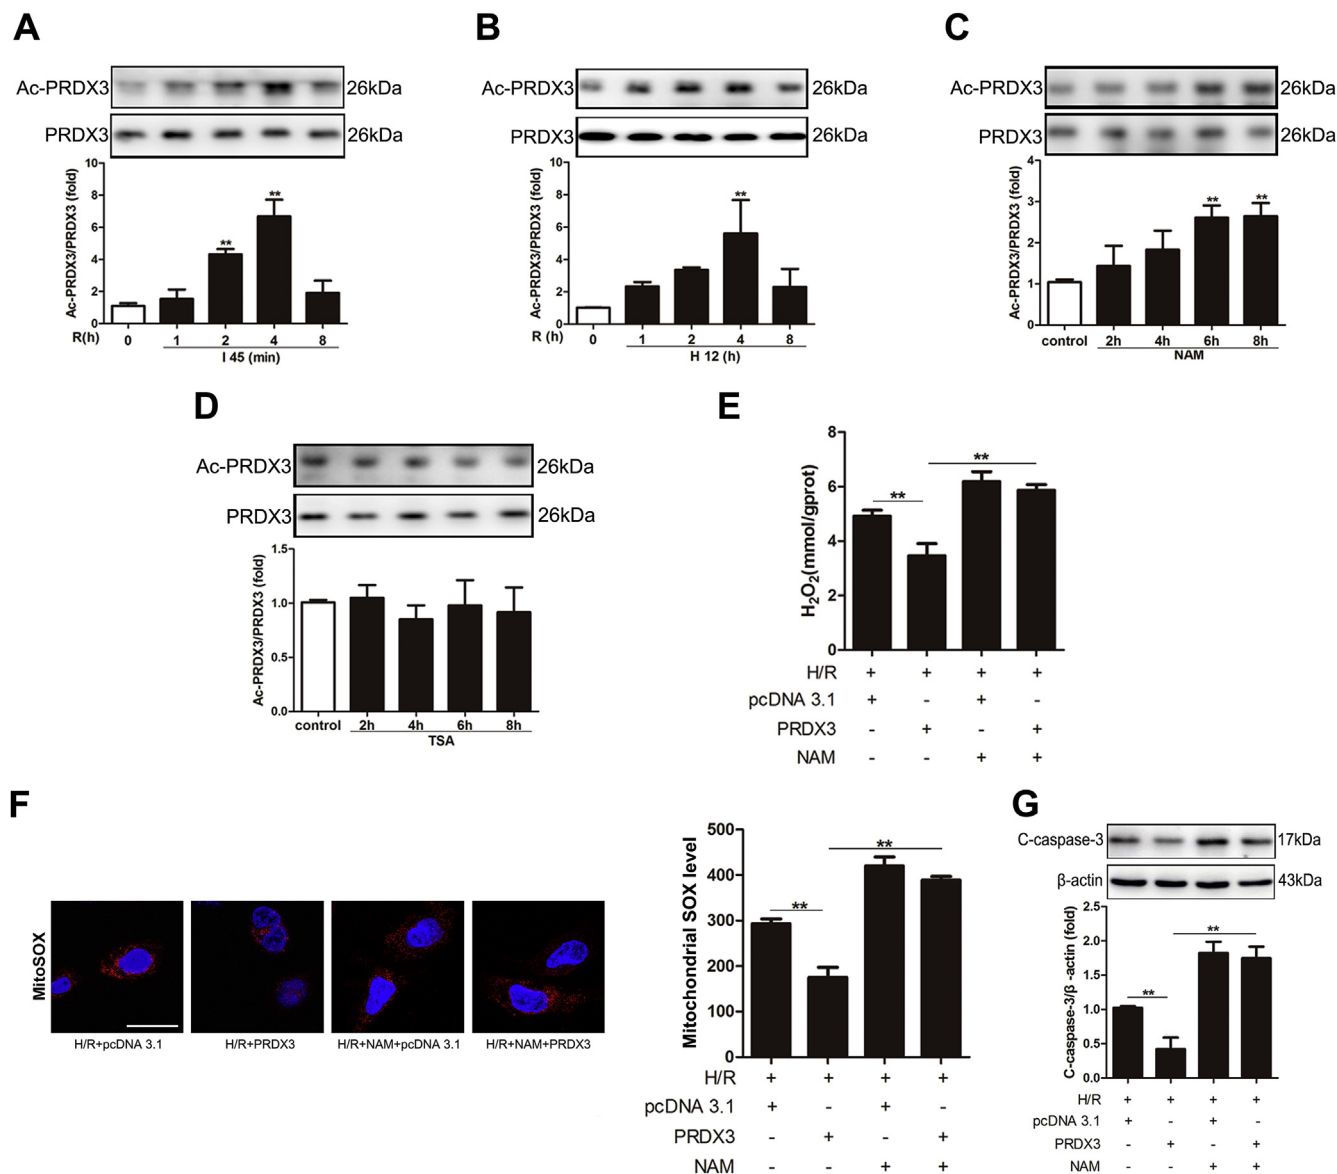 A
Ac-PRDX3 26kDa
PRDX3 26kDa
Ac-PRDX3/PRDX3 (fold)
10
8
6
4
2
0
** **
R(h) 0 1 2 4 8
I 45 (min)
B
Ac-PRDX3 26kDa
PRDX3 26kDa
Ac-PRDX3/PRDX3 (fold)
10
8
6
4
2
0
**
R (h) 0 1 2 4 8
H 12 (h)
C
Ac-PRDX3 26kDa
PRDX3 26kDa
Ac-PRDX3/PRDX3 (fold)
4
3
2
1
0
** **
control 2h 4h 6h 8h
NAM
D
Ac-PRDX3 26kDa
PRDX3 26kDa
Ac-PRDX3/PRDX3 (fold)
1.5
1.0
0.5
0.0
control 2h 4h 6h 8h
TSA
E
H₂O₂(mmol/gprot)
8
6
4
2
0
** **
H/R + + + +
pcDNA 3.1 + - + -
PRDX3 - + - +
NAM - - + +
F
MitoSOX
H/R+pcDNA 3.1 H/R+PRDX3 H/R+NAM+pcDNA 3.1 H/R+NAM+PRDX3
Mitochondrial SOX level
500
400
300
200
100
0
** **
H/R + + + +
pcDNA 3.1 + - + -
PRDX3 - + - +
NAM - - + +
G
C-caspase-3 17kDa
β-actin 43kDa
C-caspase-3/β -actin (fold)
2.5
2.0
1.5
1.0
0.5
0.0
** **
H/R + + + +
pcDNA 3.1 + - + -
PRDX3 - + - +
NAM - - + +